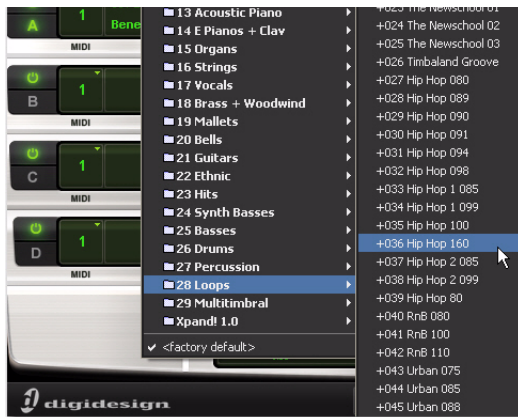 A
1
Bene
MIDI
B
1
MIDI
C
1
MIDI
D
1
MIDI
digidesign
13 Acoustic Piano
14 E Pianos + Clav
15 Organs
16 Strings
17 Vocals
18 Brass + Woodwind
19 Mallets
20 Bells
21 Guitars
22 Ethnic
23 Hits
24 Synth Basses
25 Basses
26 Drums
27 Percussion
28 Loops
29 Multitimbral
Xpand! 1.0
<factory default>
+023 The Newschool 01
+024 The Newschool 02
+025 The Newschool 03
+026 Timbaland Groove
+027 Hip Hop 080
+028 Hip Hop 089
+029 Hip Hop 090
+030 Hip Hop 091
+031 Hip Hop 094
+032 Hip Hop 098
+033 Hip Hop 1 085
+034 Hip Hop 1 099
+035 Hip Hop 100
+036 Hip Hop 160
+037 Hip Hop 2 085
+038 Hip Hop 2 099
+039 Hip Hop 80
+040 RnB 080
+041 RnB 100
+042 RnB 110
+043 Urban 075
+044 Urban 085
+045 Urban 088